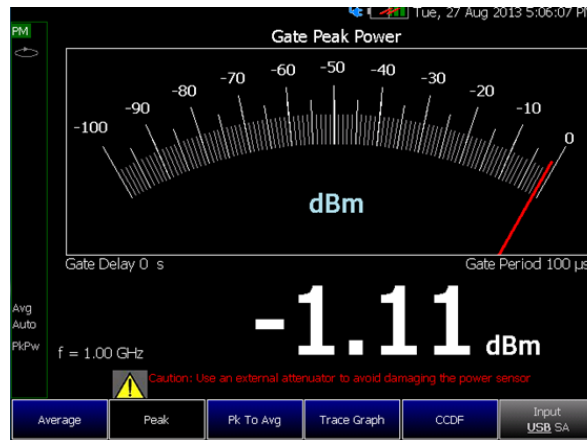 Tue, 27 Aug 2013 5:06:07 PM
PM
Gate Peak Power
-100 -90 -80 -70 -60 -50 -40 -30 -20 -10 0
dBm
Gate Delay 0 s Gate Period 100 µs
-1.11 dBm
Avg
Auto
PkPw
f = 1.00 GHz
Caution: Use an external attenuator to avoid damaging the power sensor
Average Peak Pk To Avg Trace Graph CCDF Input
USB SA